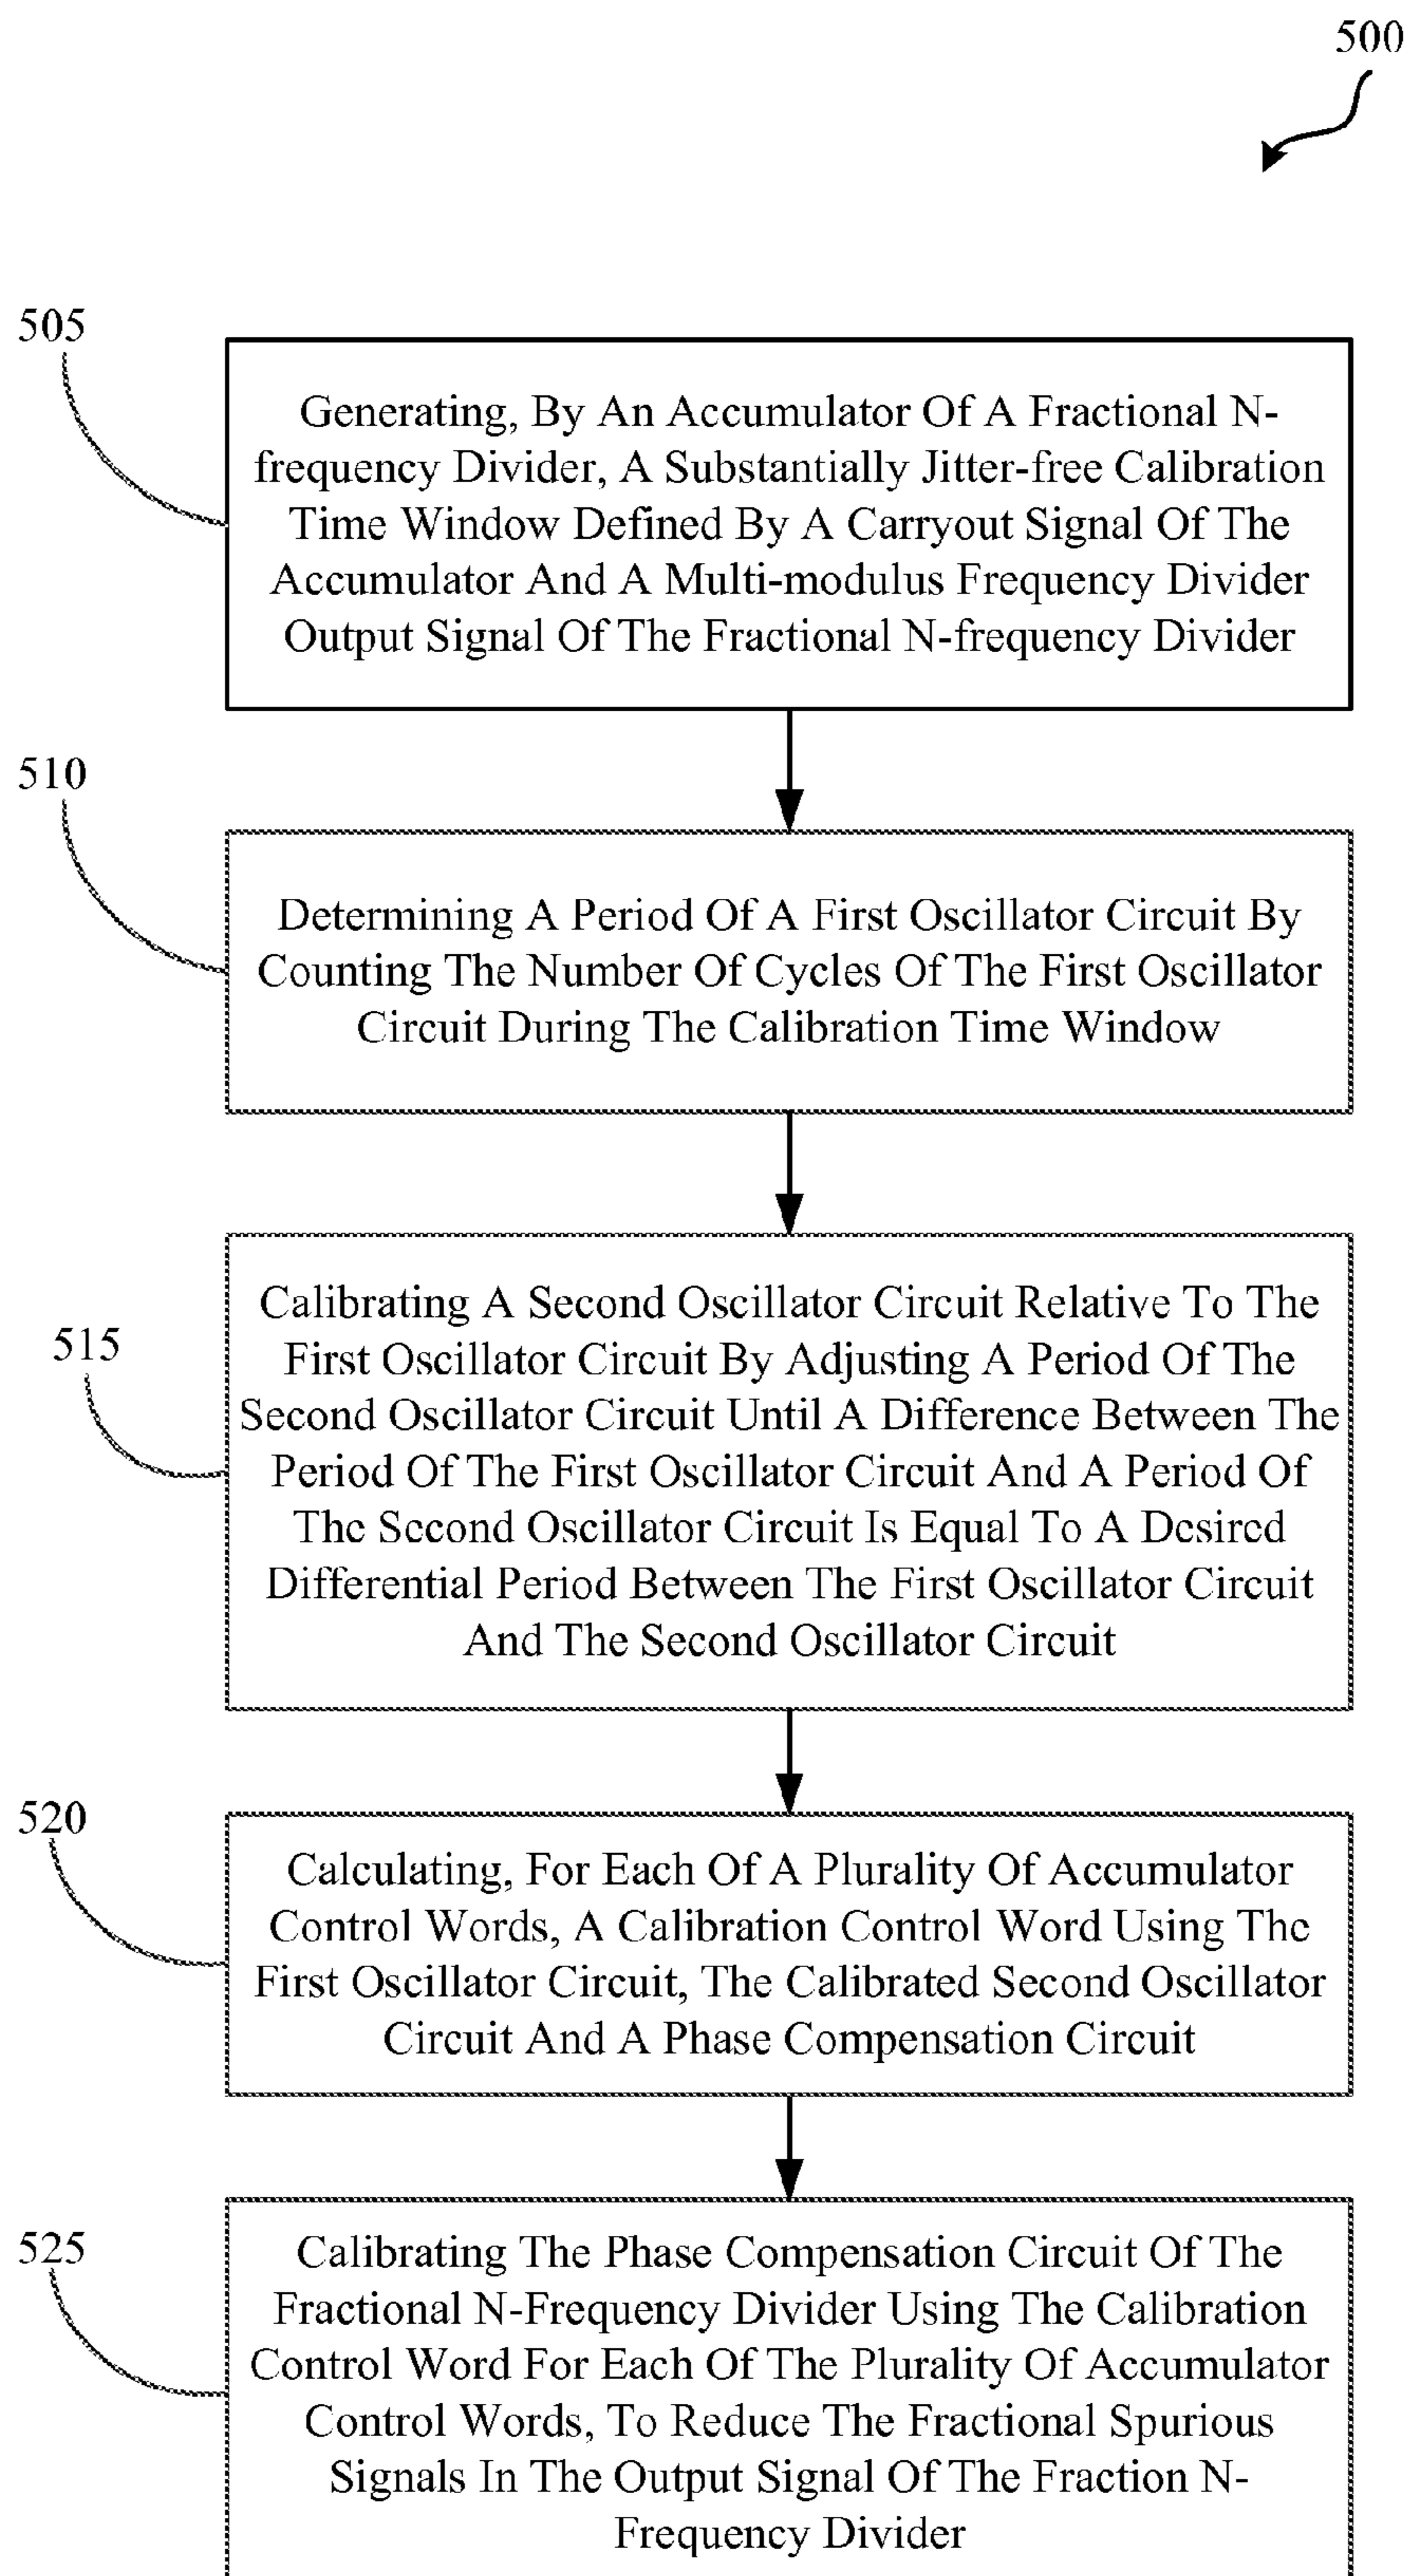 500
505
Generating, By An Accumulator Of A Fractional N-
frequency Divider, A Substantially Jitter-free Calibration
Time Window Defined By A Carryout Signal Of The
Accumulator And A Multi-modulus Frequency Divider
Output Signal Of The Fractional N-frequency Divider
510
Determining A Period Of A First Oscillator Circuit By
Counting The Number Of Cycles Of The First Oscillator
Circuit During The Calibration Time Window
515
Calibrating A Second Oscillator Circuit Relative To The
First Oscillator Circuit By Adjusting A Period Of The
Second Oscillator Circuit Until A Difference Between The
Period Of The First Oscillator Circuit And A Period Of
The Second Oscillator Circuit Is Equal To A Desired
Differential Period Between The First Oscillator Circuit
And The Second Oscillator Circuit
520
Calculating, For Each Of A Plurality Of Accumulator
Control Words, A Calibration Control Word Using The
First Oscillator Circuit, The Calibrated Second Oscillator
Circuit And A Phase Compensation Circuit
525
Calibrating The Phase Compensation Circuit Of The
Fractional N-Frequency Divider Using The Calibration
Control Word For Each Of The Plurality Of Accumulator
Control Words, To Reduce The Fractional Spurious
Signals In The Output Signal Of The Fraction N-
Frequency Divider